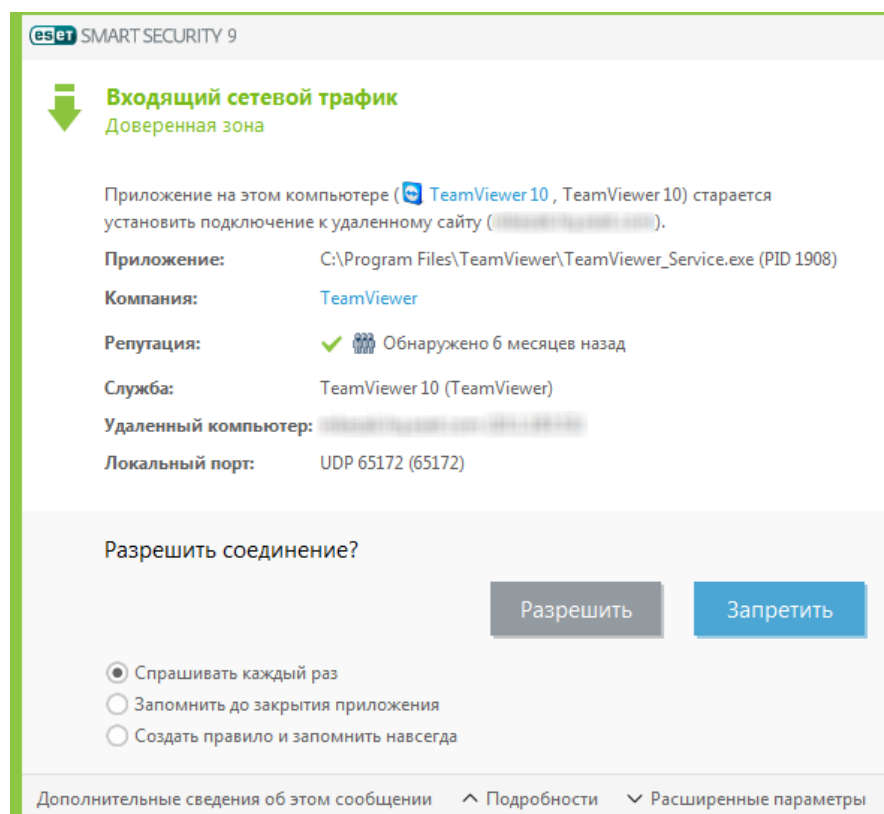 eset SMART SECURITY 9
Входящий сетевой трафик
Доверенная зона
Приложение на этом компьютере ( TeamViewer 10 , TeamViewer 10) старается
установить подключение к удаленному сайту ( ).
Приложение: C:\Program Files\TeamViewer\TeamViewer_Service.exe (PID 1908)
Компания: TeamViewer
Репутация: Обнаружено 6 месяцев назад
Служба: TeamViewer 10 (TeamViewer)
Удаленный компьютер:
Локальный порт: UDP 65172 (65172)
Разрешить соединение?
Разрешить Запретить
Спрашивать каждый раз
Запомнить до закрытия приложения
Создать правило и запомнить навсегда
Дополнительные сведения об этом сообщении Подробности Расширенные параметры